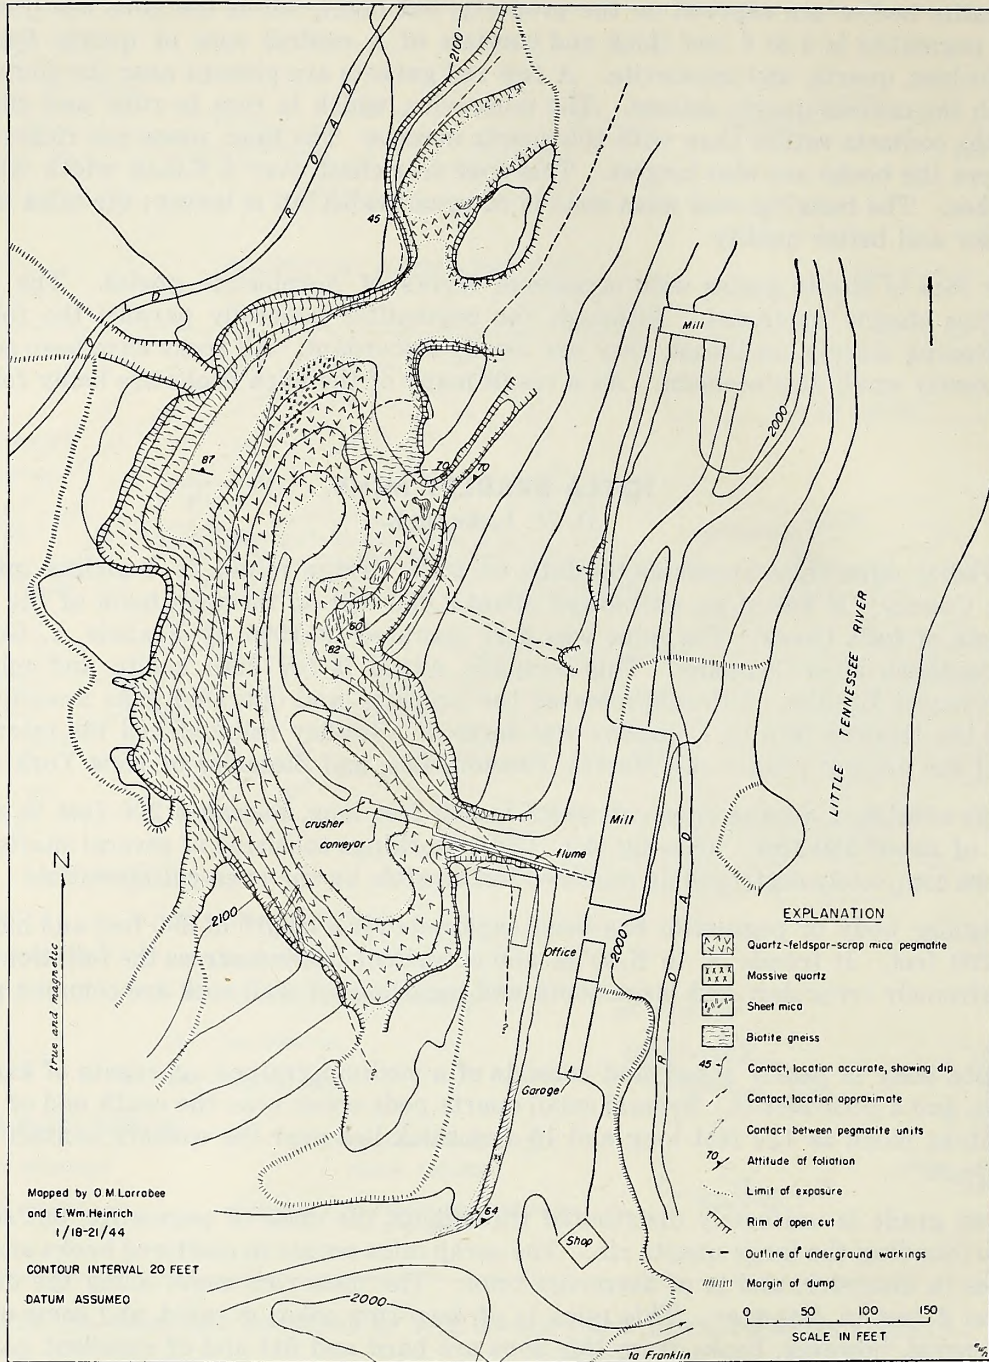 2100
OLD ROAD
45
Mill
2000
87
70
70
60
82
LITTLE TENNESSEE RIVER
crusher
conveyor
flume
Mill
N
true and magnetic
2100
Office
2000
ROAD
Garage
?
?
64
Shop
2000
to Franklin
Mapped by O M Larrabee
and E. Wm. Heinrich
1/18-21/44
CONTOUR INTERVAL 20 FEET
DATUM ASSUMED
EXPLANATION
Quartz-feldspar-scrap mica pegmatite
Massive quartz
Sheet mica
Biotite gneiss
45 Contact, location accurate, showing dip
Contact, location approximate
Contact between pegmatite units
70 Attitude of foliation
Limit of exposure
Rim of open cut
Outline of underground workings
Margin of dump
0 50 100 150
SCALE IN FEET